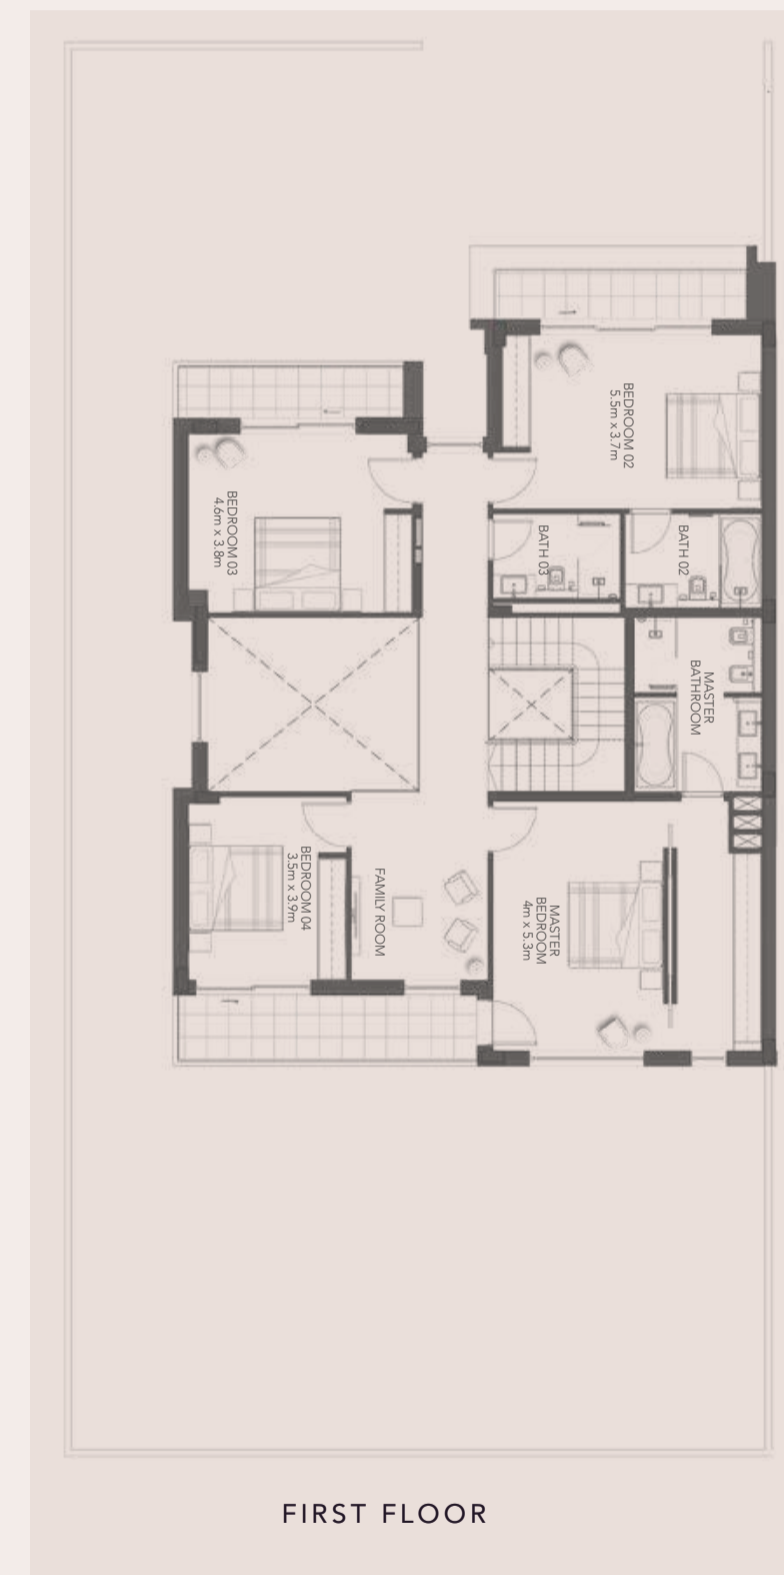 BEDROOM 02
5.5m x 3.7m
BEDROOM 03
4.6m x 3.8m
BATH 03
BATH 02
MASTER
BATHROOM
BEDROOM 04
3.5m x 3.9m
FAMILY ROOM
MASTER
BEDROOM
4m x 5.3m
FIRST FLOOR